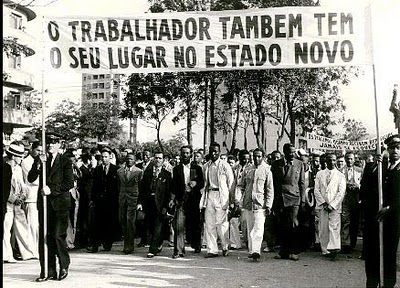 O TRABALHADOR TAMBEM TEM
O SEU LUGAR NO ESTADO NOVO